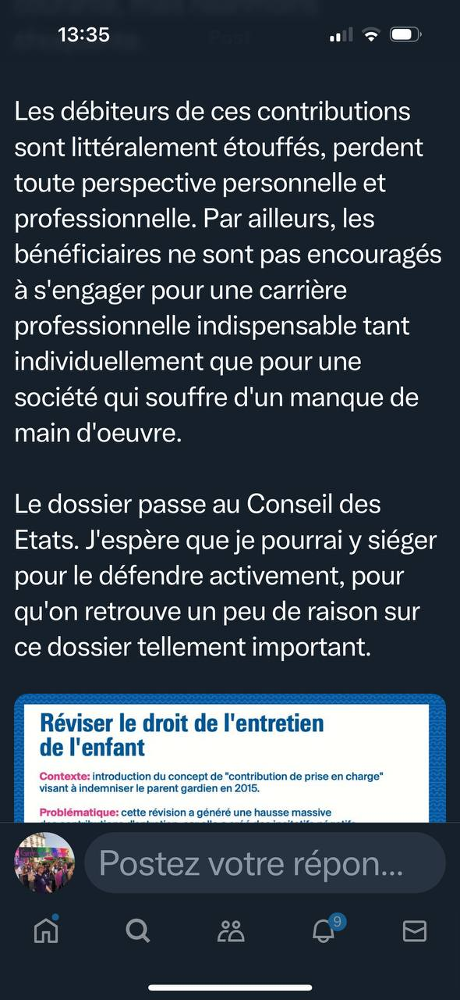 13:35
Les débiteurs de ces contributions
sont littéralement étouffés, perdent
toute perspective personnelle et
professionnelle. Par ailleurs, les
bénéficiaires ne sont pas encouragés
à s'engager pour une carrière
professionnelle indispensable tant
individuellement que pour une
société qui souffre d'un manque de
main d'oeuvre.
Le dossier passe au Conseil des
Etats. J'espère que je pourrai y siéger
pour le défendre activement, pour
qu'on retrouve un peu de raison sur
ce dossier tellement important.
Réviser le droit de l'entretien
de l'enfant
Contexte: introduction du concept de "contribution de prise en charge"
visant à indemniser le parent gardien en 2015.
Problématique: cette révision a généré une hausse massive
Postez votre répon...
9